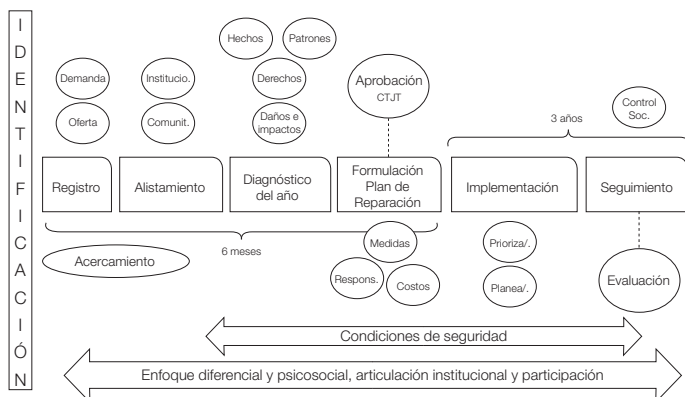 IDENTIFICACIÓN
Hechos
Patrones
Demanda
Institucio.
Derechos
Aprobación
CTJT
Oferta
Comunit.
Daños e
impactos
3 años
Control
Soc.
Registro
Alistamiento
Diagnóstico
del año
Formulación
Plan de
Reparación
Implementación
Seguimiento
6 meses
Acercamiento
Medidas
Respons.
Costos
Prioriza/.
Planea/.
Evaluación
Condiciones de seguridad
Enfoque diferencial y psicosocial, articulación institucional y participación